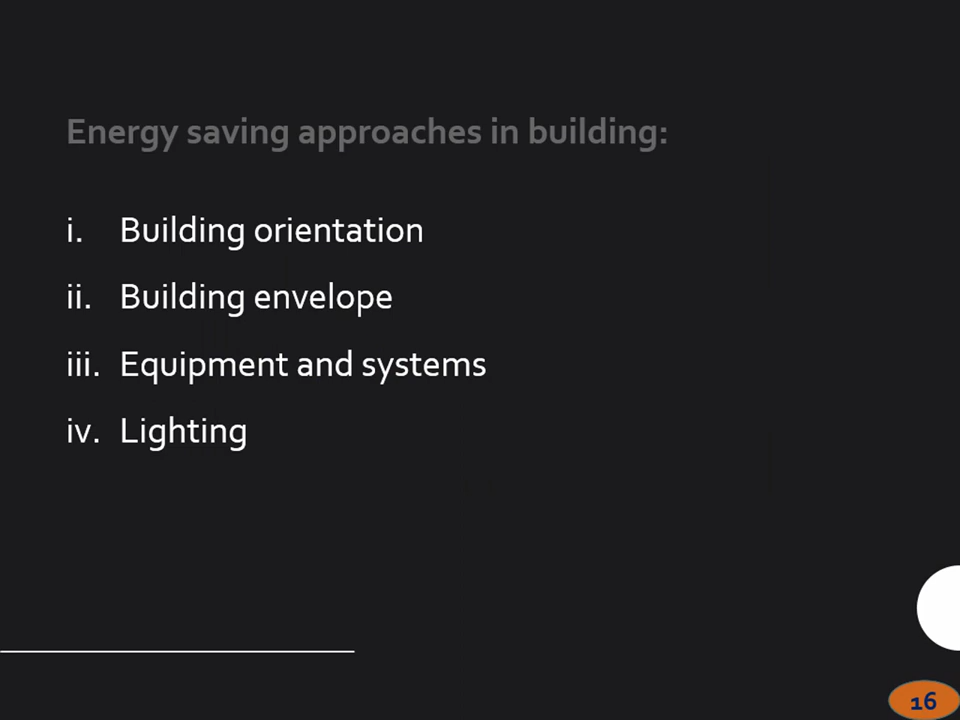 Energy saving approaches in building:
i. Building orientation
ii. Building envelope
iii. Equipment and systems
iv. Lighting
16